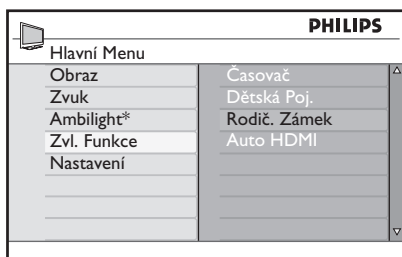 PHILIPS
Hlavní Menu
Obraz
Zvuk
Ambilight*
Zvl. Funkce
Nastavení
Časovač
Dětská Poj.
Rodič. Zámek
Auto HDMI